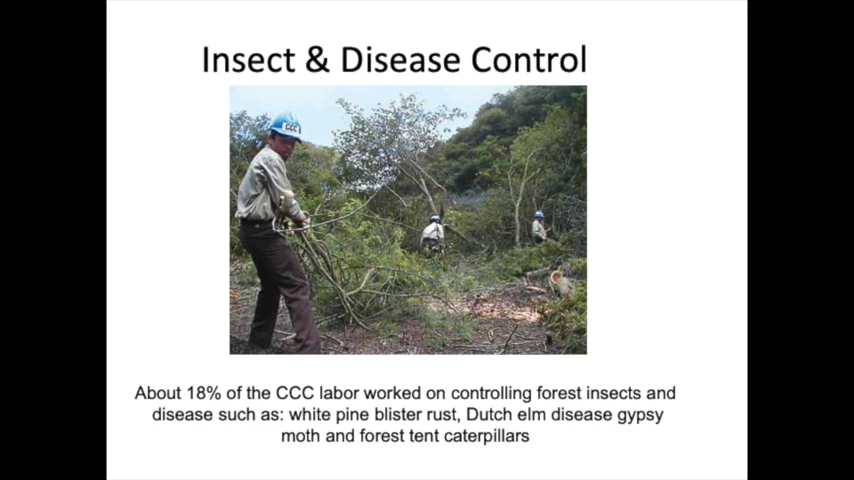 Insect & Disease Control
CCC
About 18% of the CCC labor worked on controlling forest insects and
disease such as: white pine blister rust, Dutch elm disease gypsy
moth and forest tent caterpillars